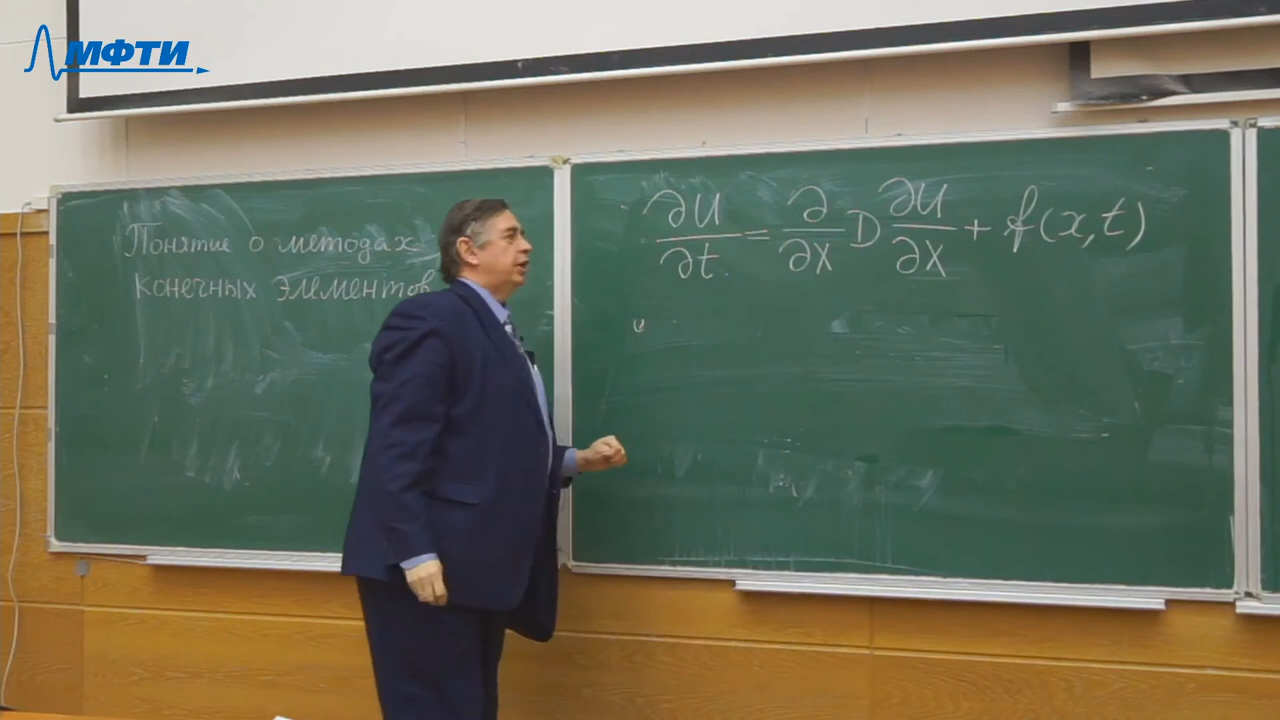 МФТИ
Понятие о методах
конечных элементов
∂U/∂t = ∂/∂x D ∂U/∂x + f(x,t)